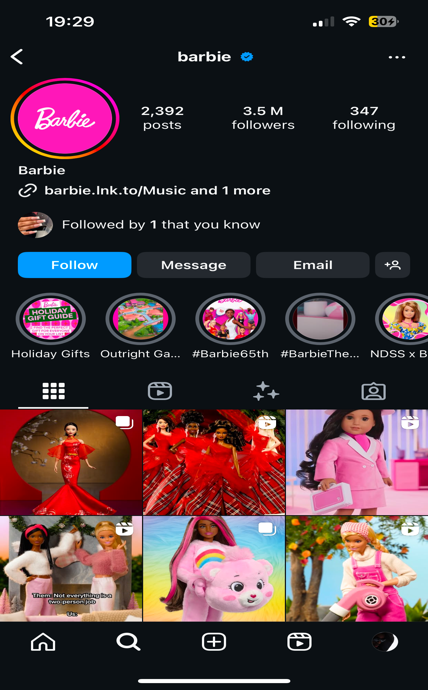 19:29
30
barbie
Barbie
2,392 posts
3.5 M followers
347 following
Barbie
barbie.lnk.to/Music and 1 more
Followed by 1 that you know
Follow
Message
Email
HOLIDAY
GIFT GUIDE
Holiday Gifts
Outright Ga...
#Barbie65th
#BarbieThe...
NDSS x B
Them: Not everything is a
two person job
Us: